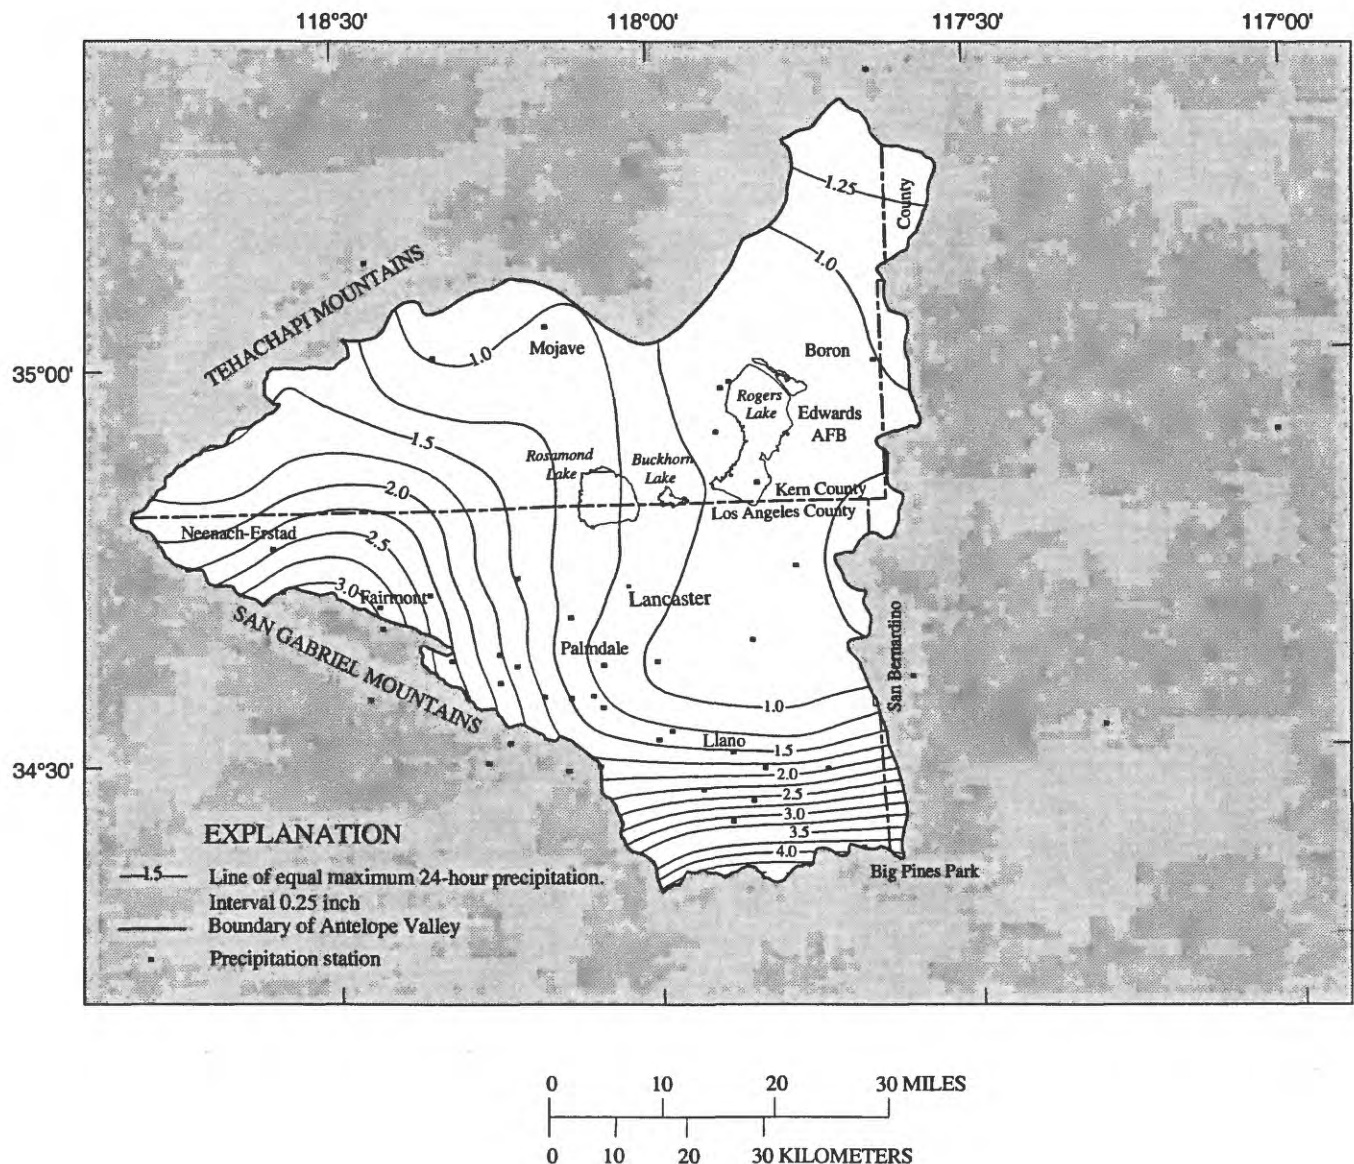 118°30' 118°00' 117°30' 117°00'
1.25
County
1.0
TEHACHAPI MOUNTAINS
1.0
Mojave
Boron
35°00'
Rogers
Lake
Edwards
AFB
1.5
Rosamond
Lake
Buckhorn
Lake
2.0
Kern County
Los Angeles County
Neenach-Erstad
2.5
3.0
Fairmont
Lancaster
SAN GABRIEL MOUNTAINS
Palmdale
San Bernardino
1.0
Llano
1.5
34°30'
2.0
2.5
3.0
3.5
4.0
Big Pines Park
EXPLANATION
1.5 Line of equal maximum 24-hour precipitation.
Interval 0.25 inch
Boundary of Antelope Valley
Precipitation station
0 10 20 30 MILES
0 10 20 30 KILOMETERS